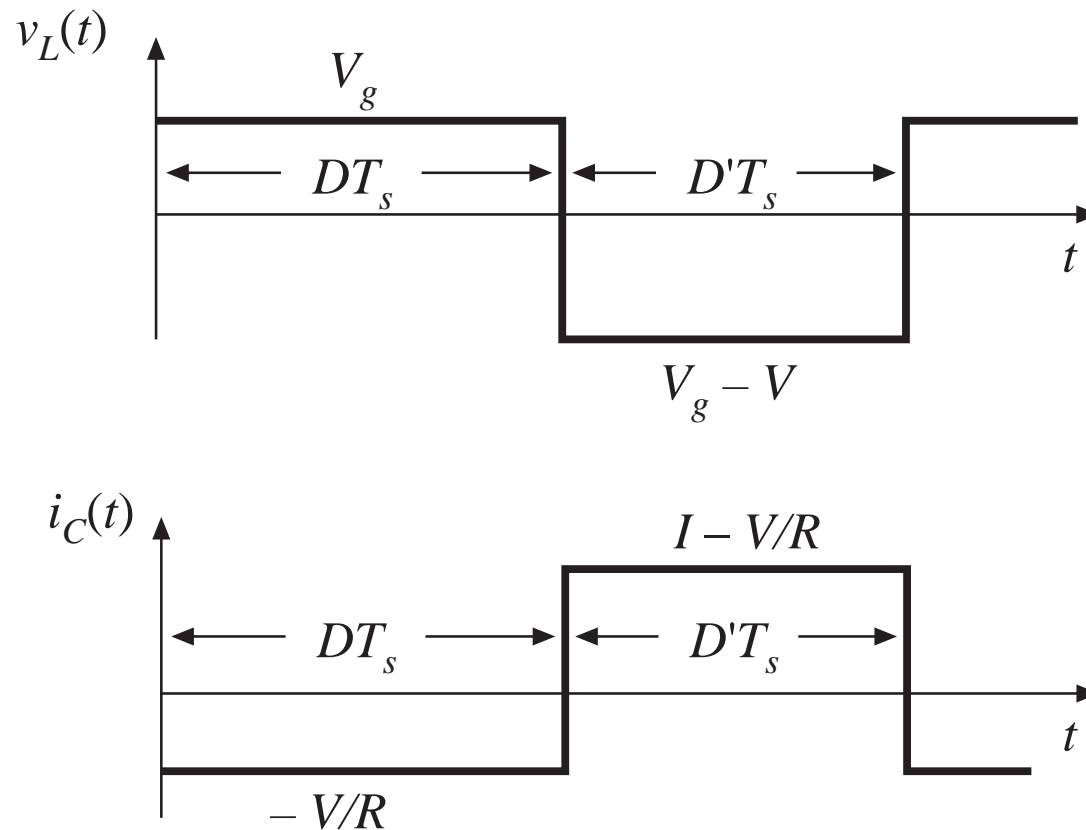 v_L(t)
V_g
DT_s
D'T_s
t
V_g – V
i_C(t)
I – V/R
DT_s
D'T_s
t
– V/R